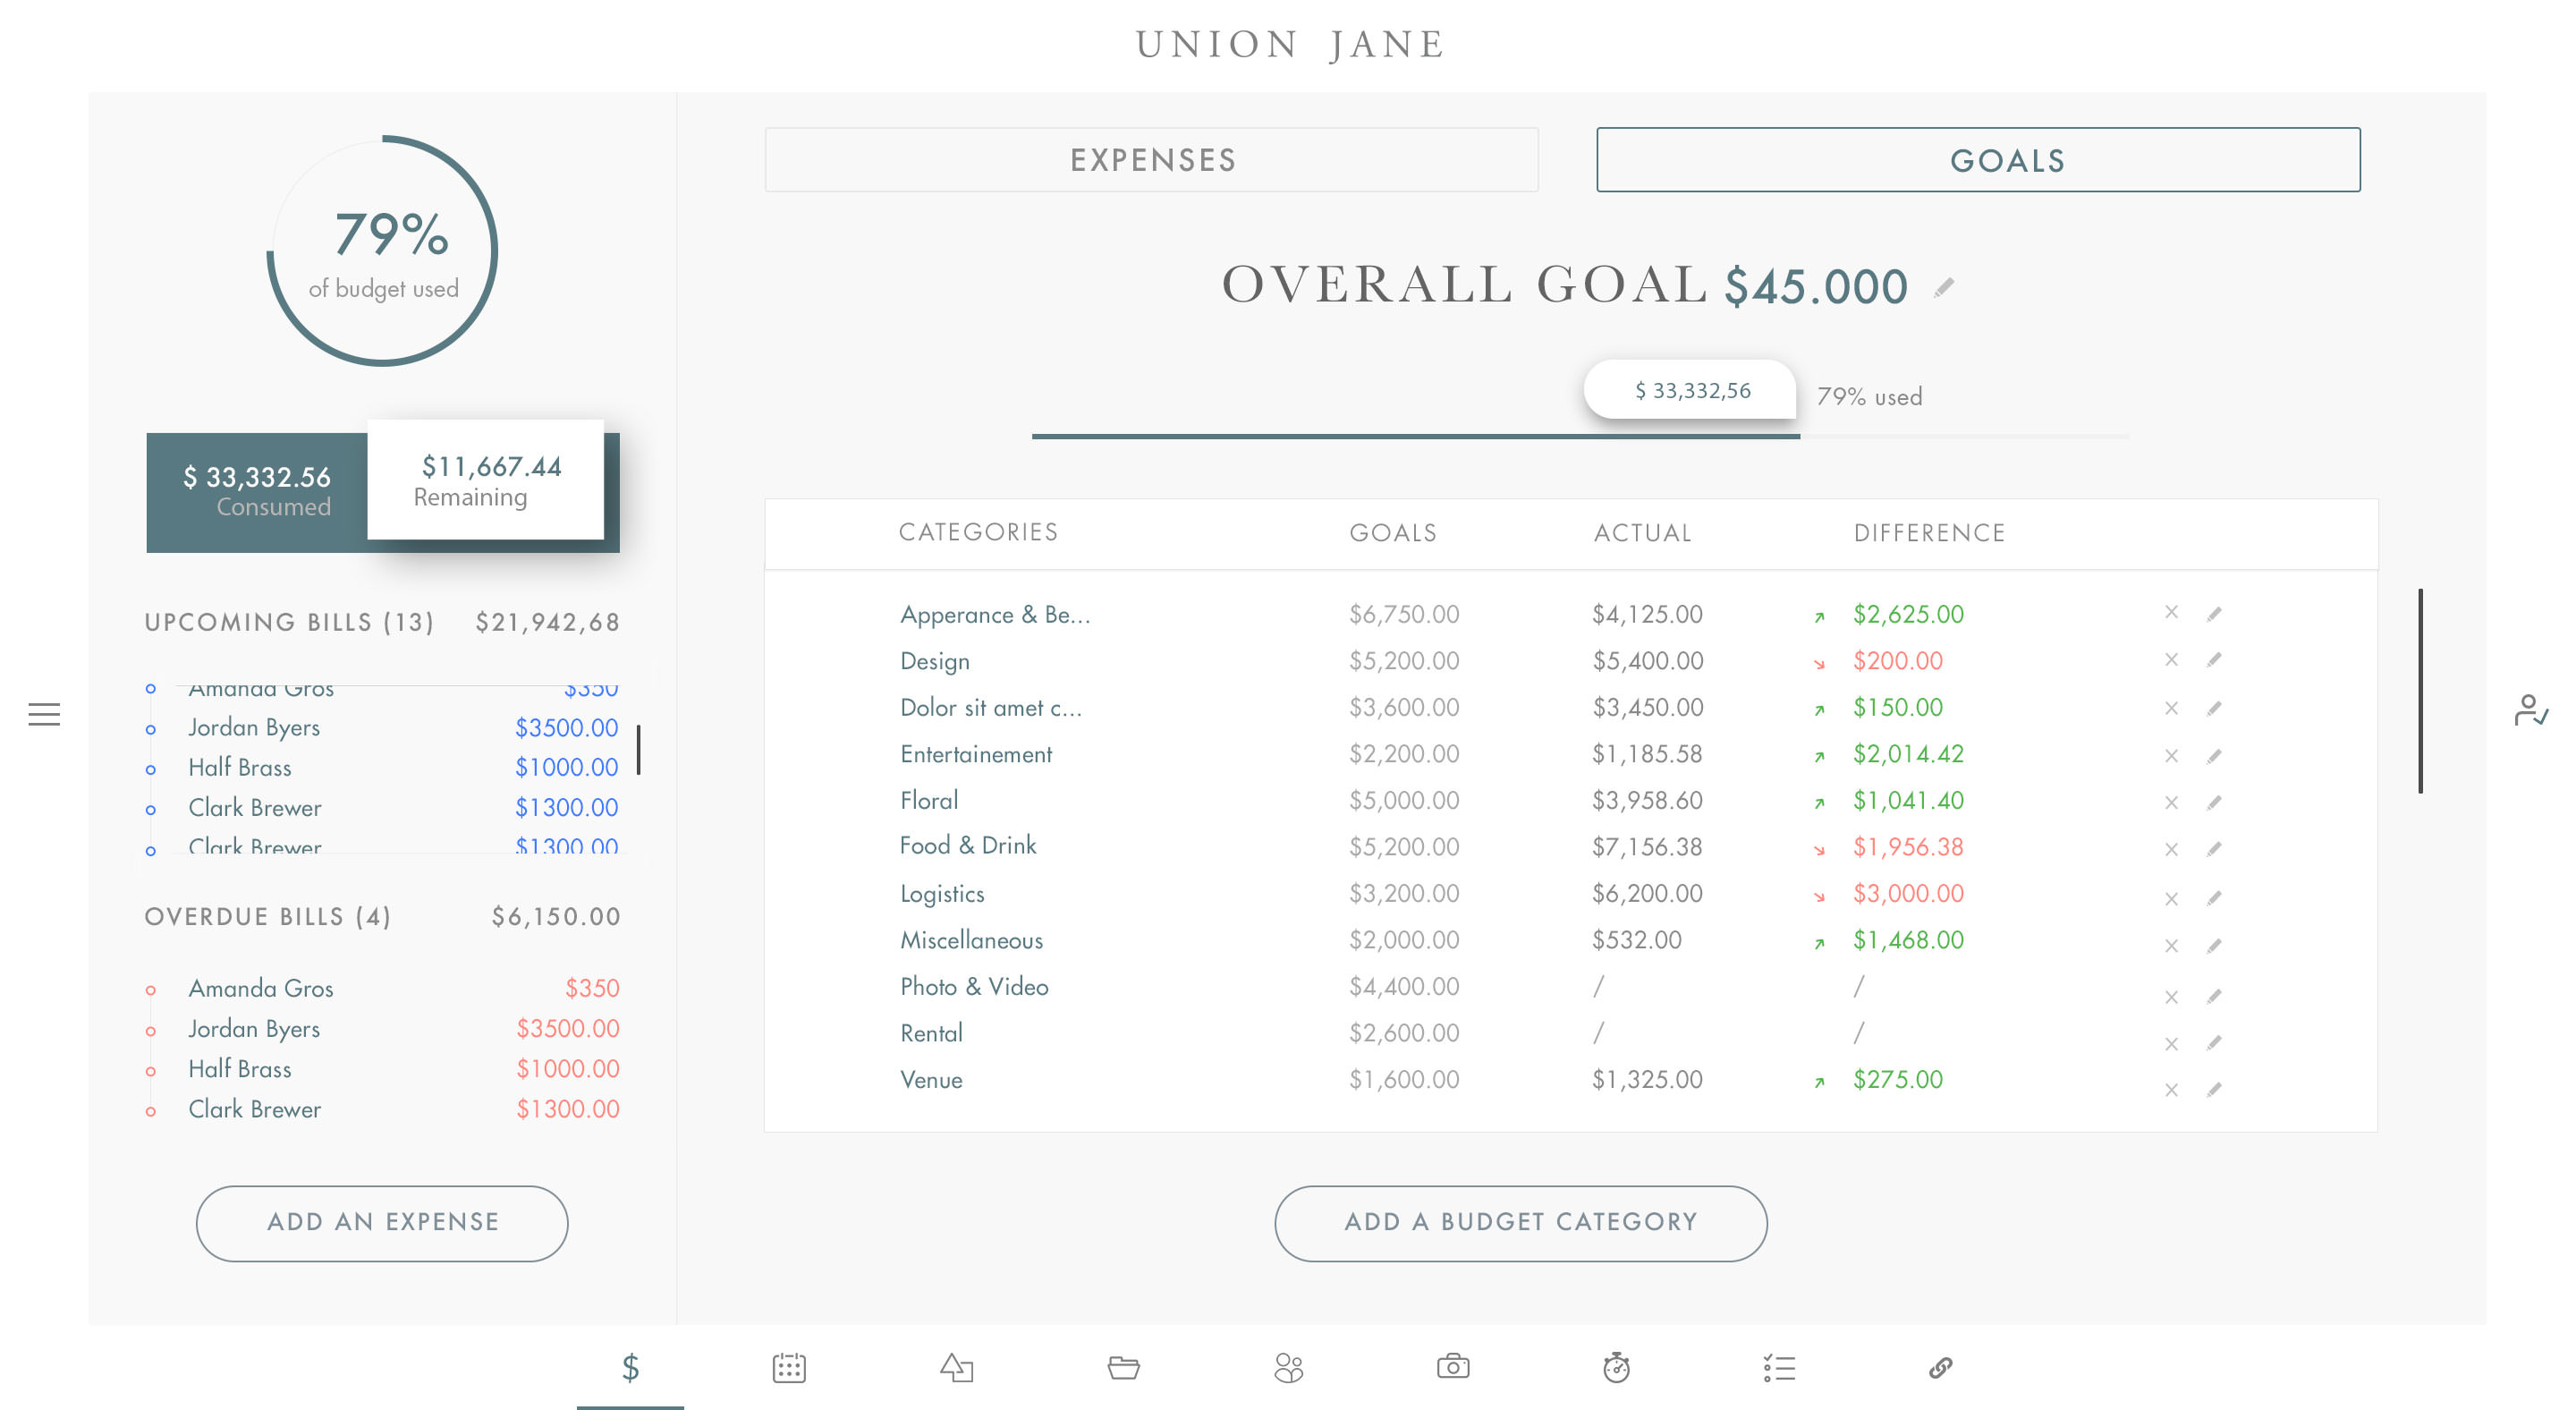 UNION JANE
79%
of budget used
$ 33,332.56
Consumed
$11,667.44
Remaining
UPCOMING BILLS (13) $21,942,68
Amanda Gros $350
Jordan Byers $3500.00
Half Brass $1000.00
Clark Brewer $1300.00
Clark Brewer $1300.00
OVERDUE BILLS (4) $6,150.00
Amanda Gros $350
Jordan Byers $3500.00
Half Brass $1000.00
Clark Brewer $1300.00
ADD AN EXPENSE
EXPENSES GOALS
OVERALL GOAL $45.000
$ 33,332,56 79% used
CATEGORIES GOALS ACTUAL DIFFERENCE
Apperance & Be... $6,750.00 $4,125.00 $2,625.00
Design $5,200.00 $5,400.00 $200.00
Dolor sit amet c... $3,600.00 $3,450.00 $150.00
Entertainement $2,200.00 $1,185.58 $2,014.42
Floral $5,000.00 $3,958.60 $1,041.40
Food & Drink $5,200.00 $7,156.38 $1,956.38
Logistics $3,200.00 $6,200.00 $3,000.00
Miscellaneous $2,000.00 $532.00 $1,468.00
Photo & Video $4,400.00 / /
Rental $2,600.00 / /
Venue $1,600.00 $1,325.00 $275.00
ADD A BUDGET CATEGORY
$